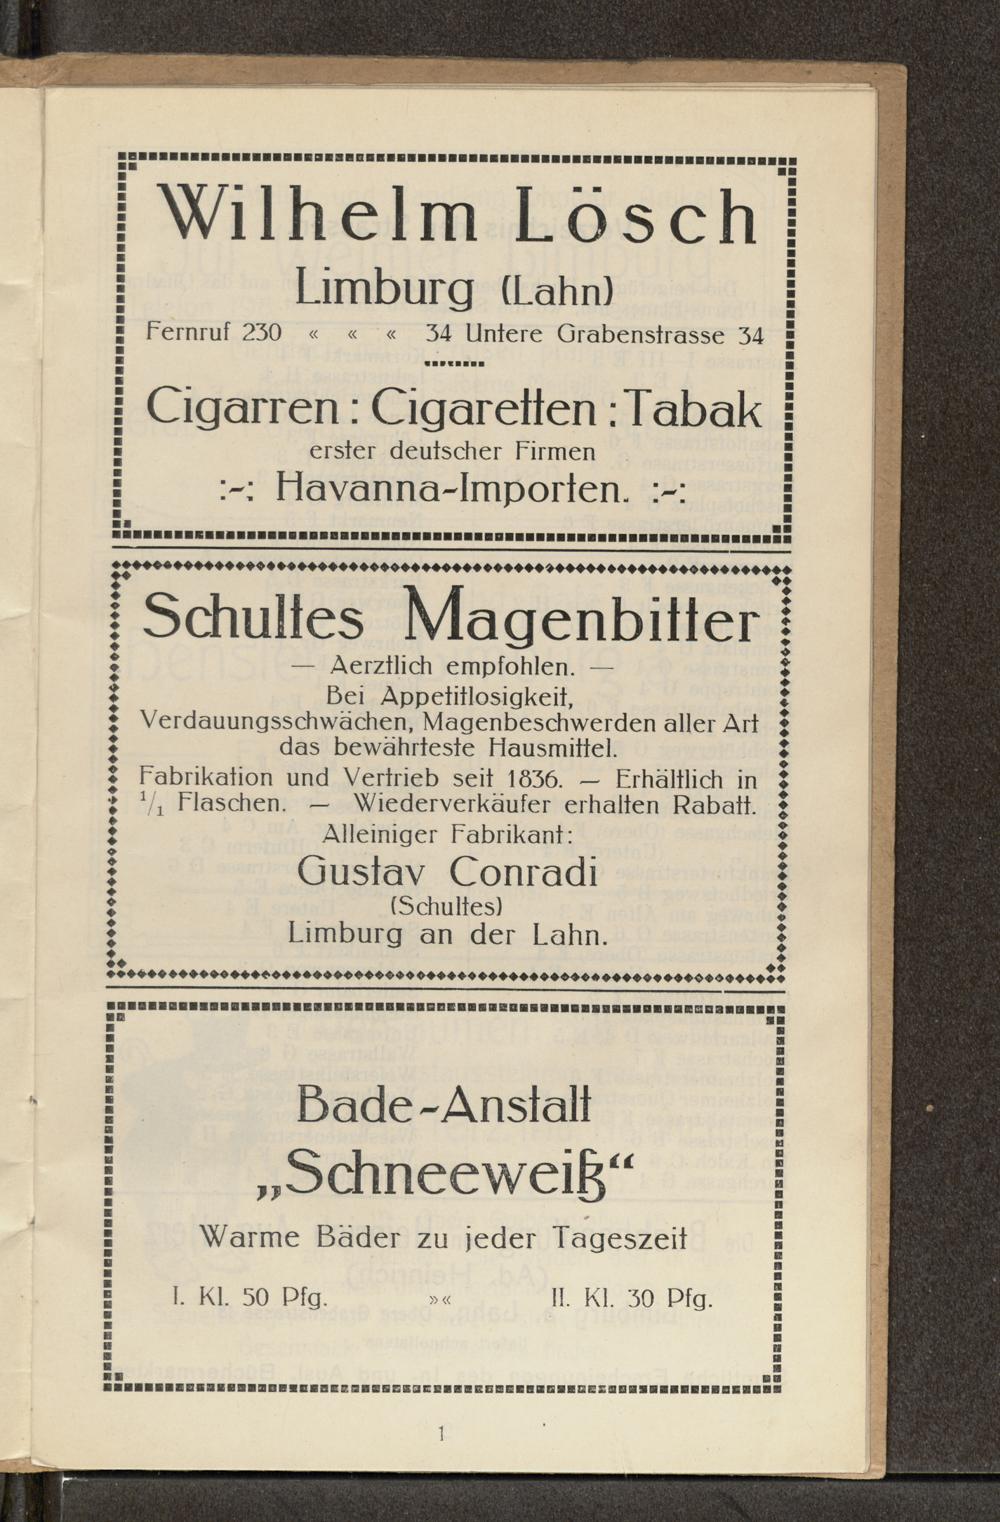 Wilhelm Lösch
Limburg (Lahn)
Fernruf 230 « « « 34 Untere Grabenstrasse 34
Cigarren : Cigaretten : Tabak
erster deutscher Firmen
:-: Havanna-Importen. :-:
Schultes Magenbitter
— Aerztlich empfohlen. —
Bei Appetitlosigkeit,
Verdauungsschwächen, Magenbeschwerden aller Art
das bewährteste Hausmittel.
Fabrikation und Vertrieb seit 1836. — Erhältlich in
1/1 Flaschen. — Wiederverkäufer erhalten Rabatt.
Alleiniger Fabrikant:
Gustav Conradi
(Schultes)
Limburg an der Lahn.
Bade-Anstalt
„Schneeweiß“
Warme Bäder zu jeder Tageszeit
I. Kl. 50 Pfg. »« II. Kl. 30 Pfg.
1